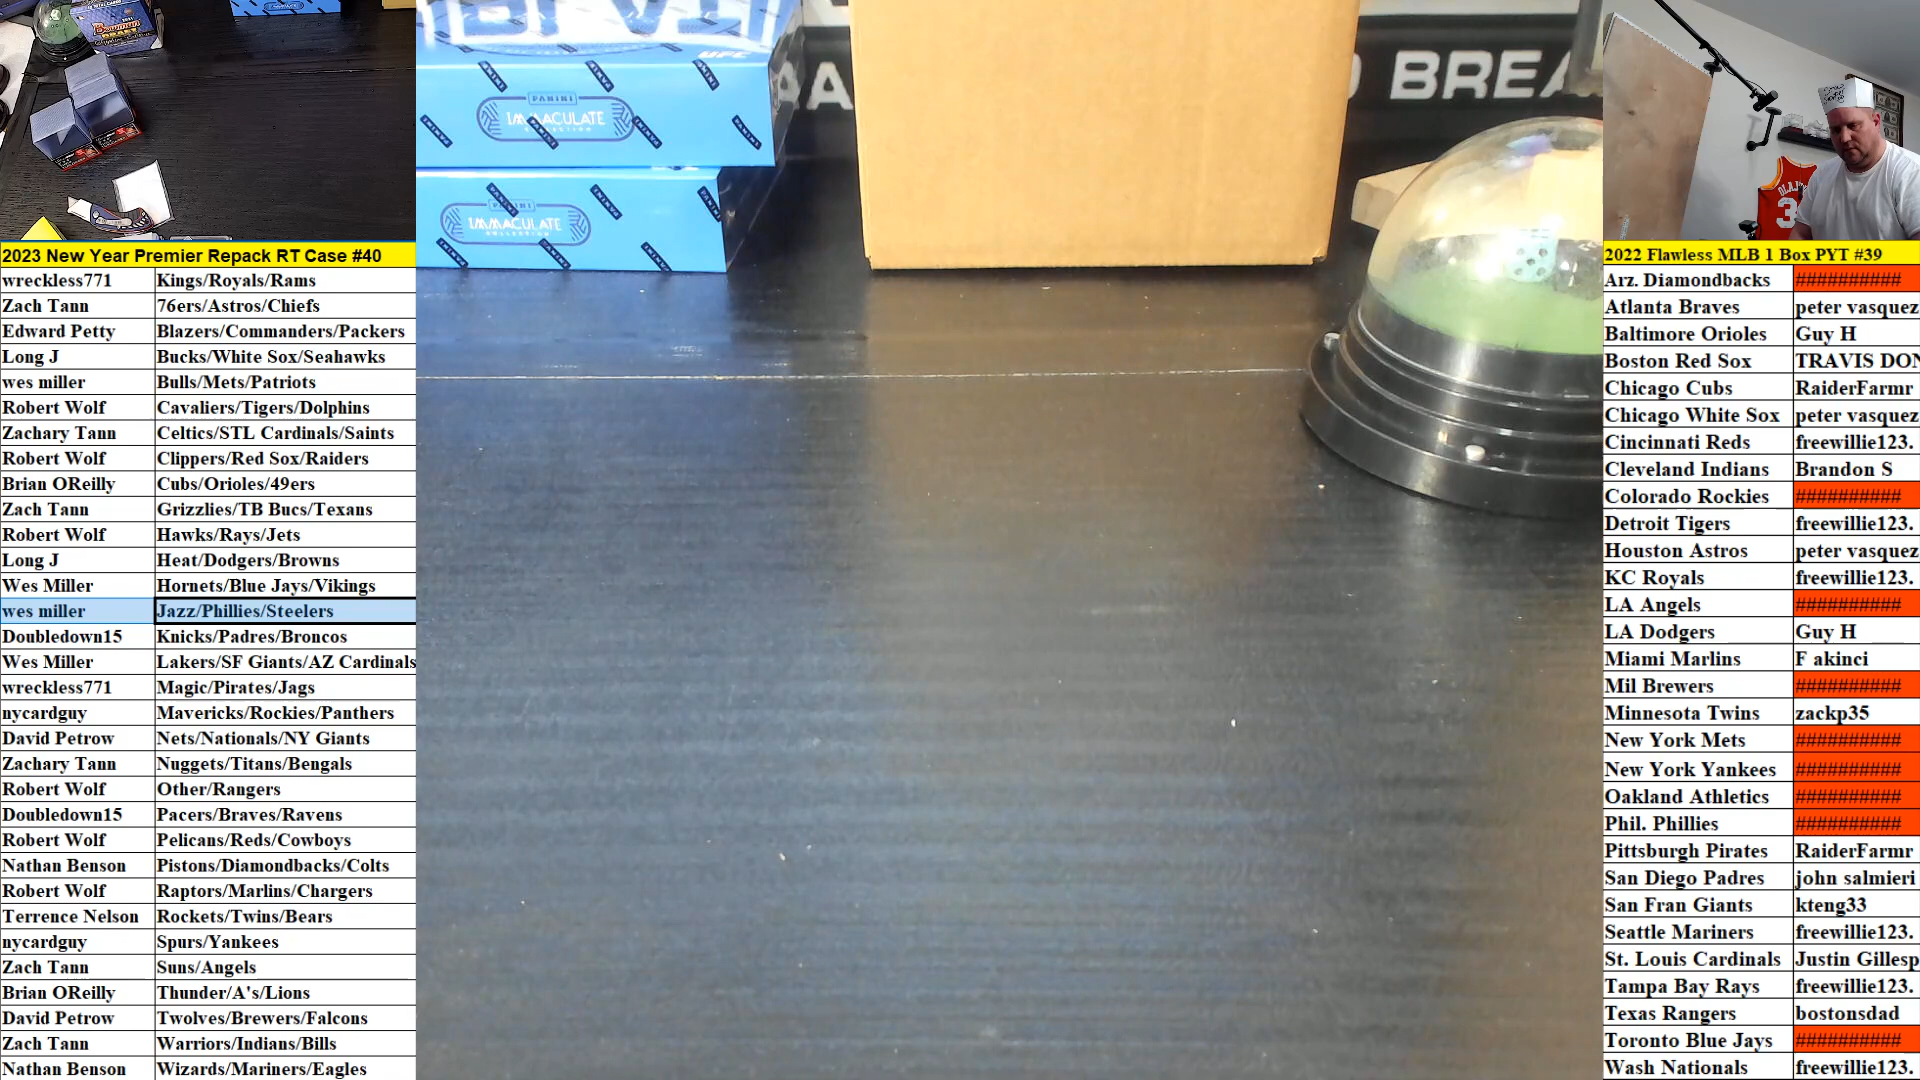 Bowman
DRAFT
UFC
PANINI
IMMACULATE
COLLECTION
PANINI
IMMACULATE
COLLECTION
BREA
3
2023 New Year Premier Repack RT Case #40
wreckless771 Kings/Royals/Rams
Zach Tann 76ers/Astros/Chiefs
Edward Petty Blazers/Commanders/Packers
Long J Bucks/White Sox/Seahawks
wes miller Bulls/Mets/Patriots
Robert Wolf Cavaliers/Tigers/Dolphins
Zachary Tann Celtics/STL Cardinals/Saints
Robert Wolf Clippers/Red Sox/Raiders
Brian OReilly Cubs/Orioles/49ers
Zach Tann Grizzlies/TB Bucs/Texans
Robert Wolf Hawks/Rays/Jets
Long J Heat/Dodgers/Browns
Wes Miller Hornets/Blue Jays/Vikings
wes miller Jazz/Phillies/Steelers
Doubledown15 Knicks/Padres/Broncos
Wes Miller Lakers/SF Giants/AZ Cardinals
wreckless771 Magic/Pirates/Jags
nycardguy Mavericks/Rockies/Panthers
David Petrow Nets/Nationals/NY Giants
Zachary Tann Nuggets/Titans/Bengals
Robert Wolf Other/Rangers
Doubledown15 Pacers/Braves/Ravens
Robert Wolf Pelicans/Reds/Cowboys
Nathan Benson Pistons/Diamondbacks/Colts
Robert Wolf Raptors/Marlins/Chargers
Terrence Nelson Rockets/Twins/Bears
nycardguy Spurs/Yankees
Zach Tann Suns/Angels
Brian OReilly Thunder/A's/Lions
David Petrow Twolves/Brewers/Falcons
Zach Tann Warriors/Indians/Bills
Nathan Benson Wizards/Mariners/Eagles
2022 Flawless MLB 1 Box PYT #39
Arz. Diamondbacks ##########
Atlanta Braves peter vasquez
Baltimore Orioles Guy H
Boston Red Sox TRAVIS DON
Chicago Cubs RaiderFarmr
Chicago White Sox peter vasquez
Cincinnati Reds freewillie123.
Cleveland Indians Brandon S
Colorado Rockies ##########
Detroit Tigers freewillie123.
Houston Astros peter vasquez
KC Royals freewillie123.
LA Angels ##########
LA Dodgers Guy H
Miami Marlins F akinci
Mil Brewers ##########
Minnesota Twins zackp35
New York Mets ##########
New York Yankees ##########
Oakland Athletics ##########
Phil. Phillies ##########
Pittsburgh Pirates RaiderFarmr
San Diego Padres john salmieri
San Fran Giants kteng33
Seattle Mariners freewillie123.
St. Louis Cardinals Justin Gillesp
Tampa Bay Rays freewillie123.
Texas Rangers bostonsdad
Toronto Blue Jays ##########
Wash Nationals freewillie123.